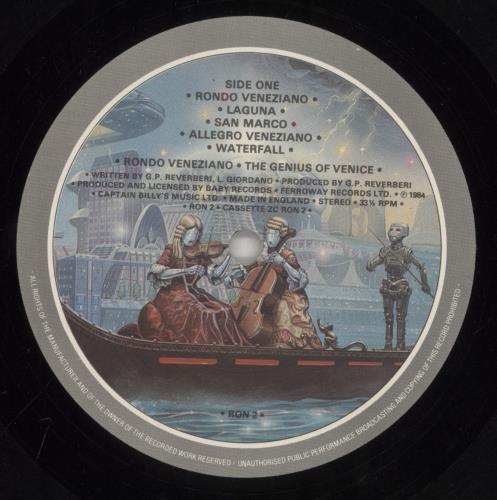 SIDE ONE
• RONDO VENEZIANO •
• LAGUNA •
• SAN MARCO •
• ALLEGRO VENEZIANO •
• WATERFALL •
• RONDO VENEZIANO • THE GENIUS OF VENICE •
• WRITTEN BY G.P. REVERBERI, L. GIORDANO • PRODUCED BY G.P. REVERBERI
• PRODUCED AND LICENSED BY BABY RECORDS • FERROWAY RECORDS LTD. • ℗ 1984
• CAPTAIN BILLY'S MUSIC LTD. • MADE IN ENGLAND • STEREO • 33⅓ RPM •
• RON 2 • CASSETTE ZC RON 2 •
• RON 2 •
ALL RIGHTS OF THE MANUFACTURER AND OF THE OWNER OF THE RECORDED WORK RESERVED - UNAUTHORISED PUBLIC PERFORMANCE BROADCASTING AND COPYING OF THIS RECORD PROHIBITED -